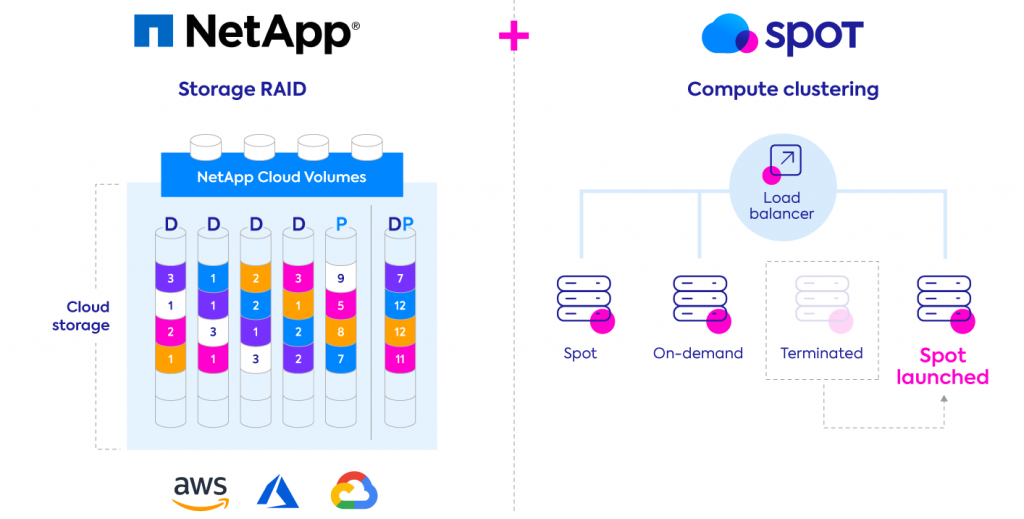 NetApp®
+
spot
Storage RAID
Compute clustering
NetApp Cloud Volumes
D D D D P DP
3 1 2 3 9 7
1 1 2 1 5 12
2 3 1 2 8 12
1 1 3 2 7 11
Cloud
storage
aws
Load
balancer
Spot
On-demand
Terminated
Spot
launched